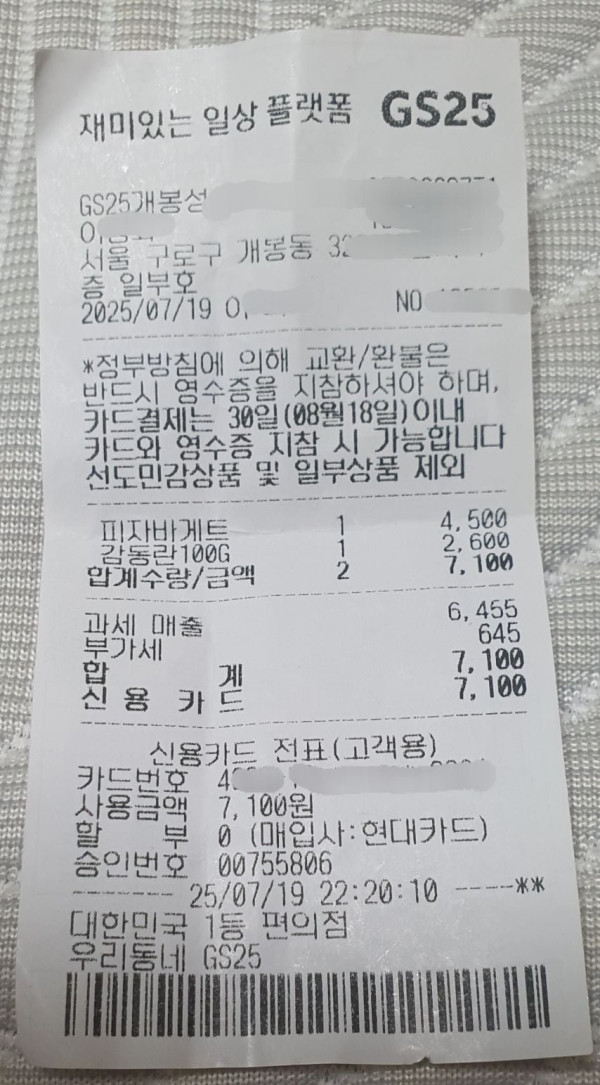 재미있는 일상 플랫폼 GS25
GS25개봉성
서울 구로구 개봉동
층 일부호
2025/07/19 NO
*정부방침에 의해 교환/환불은
반드시 영수증을 지참하셔야 하며,
카드결제는 30일(08월18일)이내
카드와 영수증 지참 시 가능합니다
선도민감상품 및 일부상품 제외
피자바게트 1 4,500
감동란100G 1 2,600
합계수량/금액 2 7,100
과세 매출 6,455
부가세 645
합 계 7,100
신 용 카 드 7,100
신용카드 전표(고객용)
카드번호 4
사용금액 7,100원
할 부 0 (매입사:현대카드)
승인번호 00755806
------- 25/07/19 22:20:10 -----**
대한민국 1등 편의점
우리동네 GS25